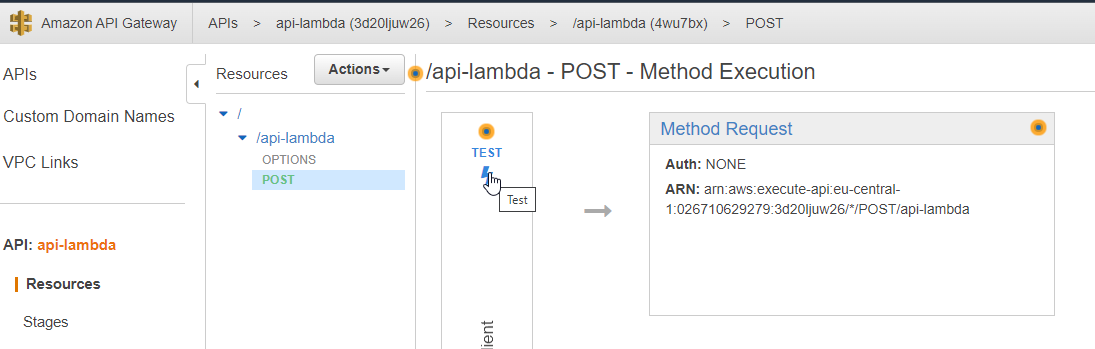 Amazon API Gateway
APIs > api-lambda (3d20ljuw26) > Resources > /api-lambda (4wu7bx) > POST
APIs
Custom Domain Names
VPC Links
API: api-lambda
Resources
Stages
Resources
Actions
/
/api-lambda
OPTIONS
POST
/api-lambda - POST - Method Execution
TEST
Test
Method Request
Auth: NONE
ARN: arn:aws:execute-api:eu-central-
1:026710629279:3d20ljuw26/*/POST/api-lambda